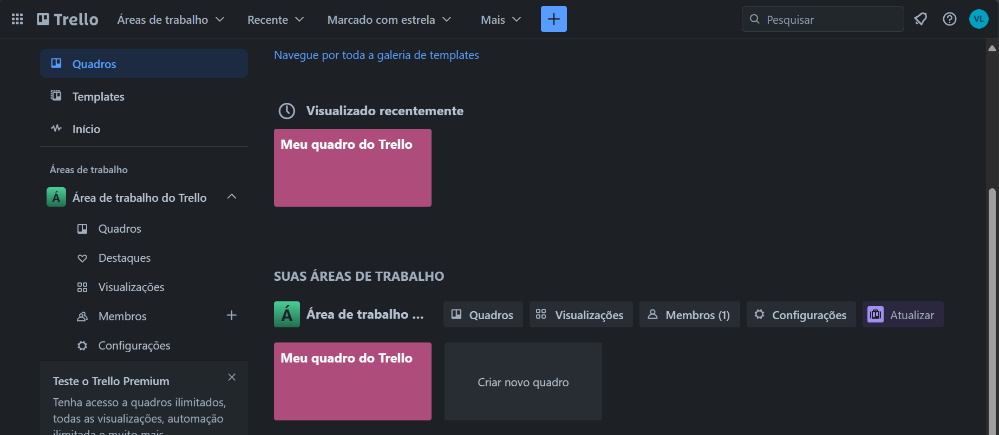 Trello
Áreas de trabalho
Recente
Marcado com estrela
Mais
Pesquisar
VL
Quadros
Templates
Início
Áreas de trabalho
Á Área de trabalho do Trello
Quadros
Destaques
Visualizações
Membros
Configurações
Teste o Trello Premium
Tenha acesso a quadros ilimitados,
todas as visualizações, automação
ilimitada e muito mais.
Navegue por toda a galeria de templates
Visualizado recentemente
Meu quadro do Trello
SUAS ÁREAS DE TRABALHO
Á Área de trabalho ...
Quadros
Visualizações
Membros (1)
Configurações
Atualizar
Meu quadro do Trello
Criar novo quadro